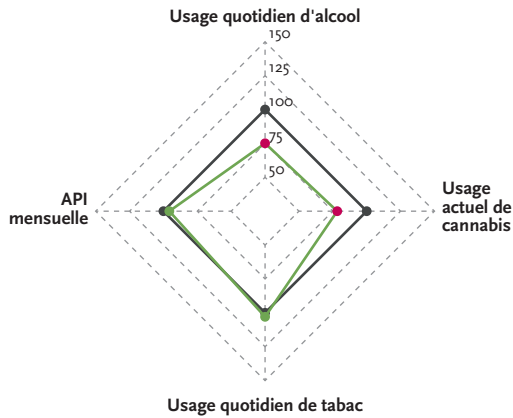 Usage quotidien d'alcool
150
125
100
75
50
API
mensuelle
Usage
actuel de
cannabis
Usage quotidien de tabac